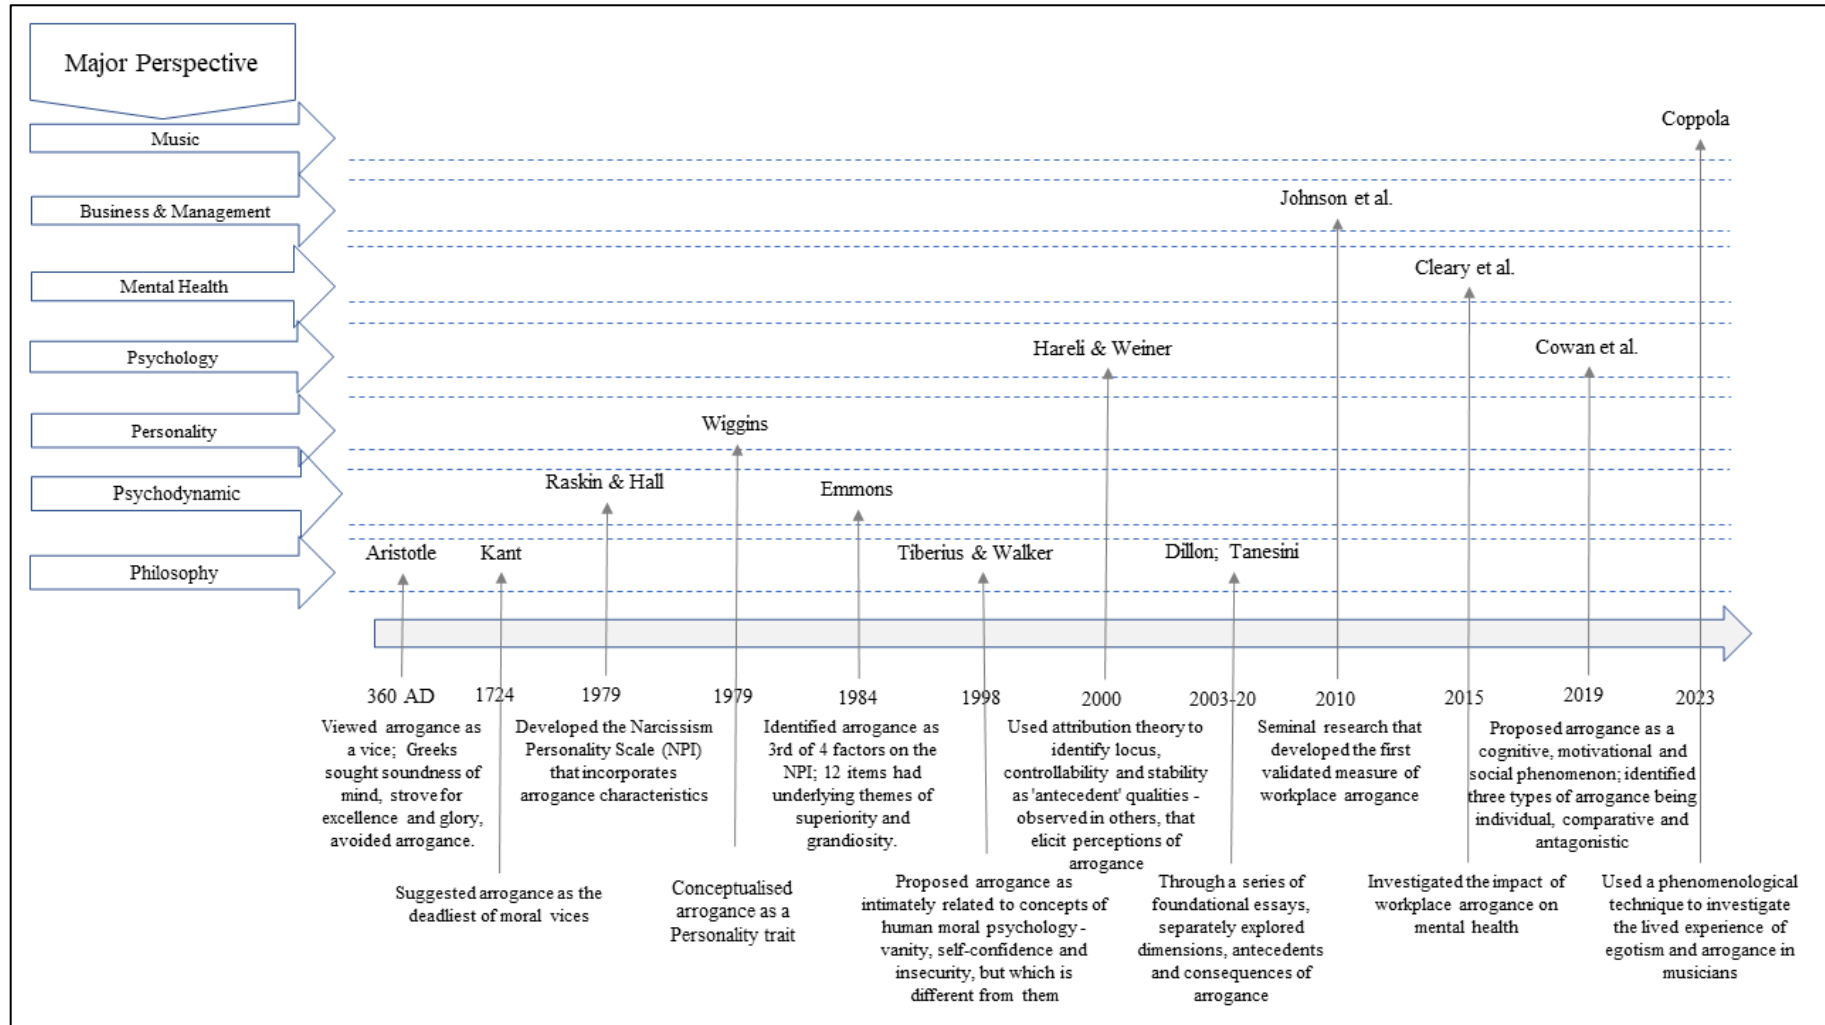 Major Perspective
Music
Business & Management
Mental Health
Psychology
Personality
Psychodynamic
Philosophy
Coppola
Johnson et al.
Cleary et al.
Hareli & Weiner
Cowan et al.
Wiggins
Raskin & Hall
Emmons
Aristotle
Kant
Tiberius & Walker
Dillon; Tanesini
360 AD
1724
1979
1979
1984
1998
2000
2003-20
2010
2015
2019
2023
Viewed arrogance as
a vice; Greeks
sought soundness of
mind, strove for
excellence and glory,
avoided arrogance.
Suggested arrogance as the
deadliest of moral vices
Developed the Narcissism
Personality Scale (NPI)
that incorporates
arrogance characteristics
Conceptualised
arrogance as a
Personality trait
Identified arrogance as
3rd of 4 factors on the
NPI; 12 items had
underlying themes of
superiority and
grandiosity.
Proposed arrogance as
intimately related to concepts of
human moral psychology -
vanity, self-confidence and
insecurity, but which is
different from them
Used attribution theory to
identify locus,
controllability and stability
as 'antecedent' qualities -
observed in others, that
elicit perceptions of
arrogance
Through a series of
foundational essays,
separately explored
dimensions, antecedents
and consequences of
arrogance
Seminal research that
developed the first
validated measure of
workplace arrogance
Investigated the impact of
workplace arrogance on
mental health
Proposed arrogance as a
cognitive, motivational and
social phenomenon; identified
three types of arrogance being
individual, comparative and
antagonistic
Used a phenomenological
technique to investigate
the lived experience of
egotism and arrogance in
musicians